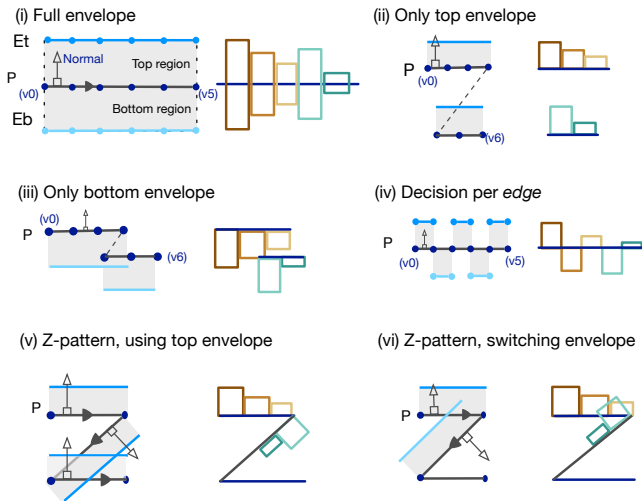 (i) Full envelope
Et
Normal
Top region
P
(v0)
(v5)
Bottom region
Eb
(ii) Only top envelope
P
(v0)
(v6)
(iii) Only bottom envelope
(v0)
P
(v6)
(iv) Decision per edge
P
(v0)
(v5)
(v) Z-pattern, using top envelope
P
(vi) Z-pattern, switching envelope
P